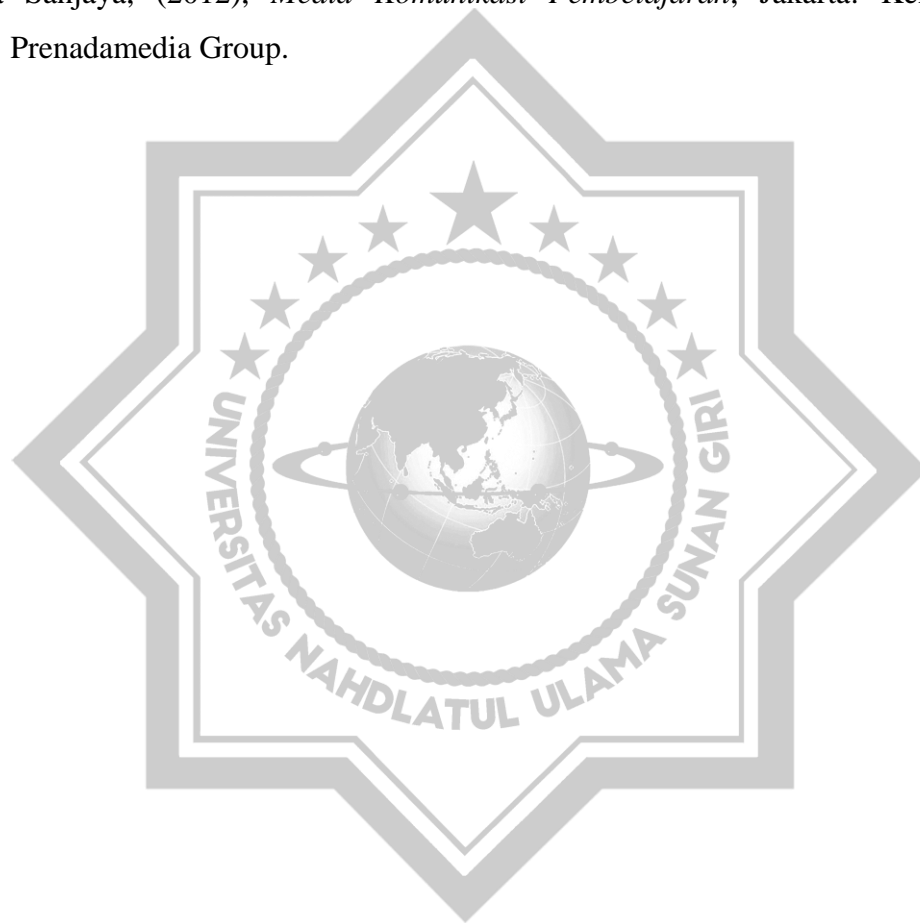 Sanjaya, (2012), Media Komunikasi Pembelajaran, Jakarta:
Prenadamedia Group.
UNIVERSITAS NAHDLATUL ULAMA SUNAN GIRI